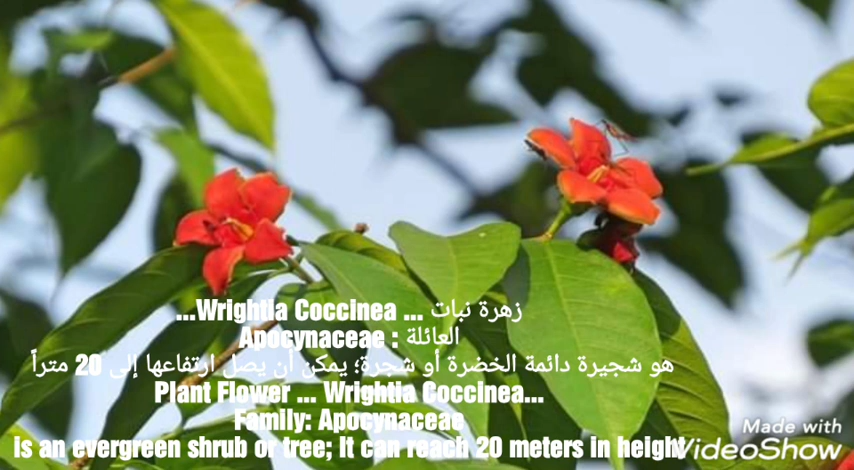 زهرة نبات ... Wrightia Coccinea...
العائلة : Apocynaceae
هو شجيرة دائمة الخضرة أو شجرة؛ يمكن أن يصل ارتفاعها إلى 20 متراً
Plant Flower ... Wrightia Coccinea...
Family: Apocynaceae
Is an evergreen shrub or tree; It can reach 20 meters in height
Made with
VideoShow